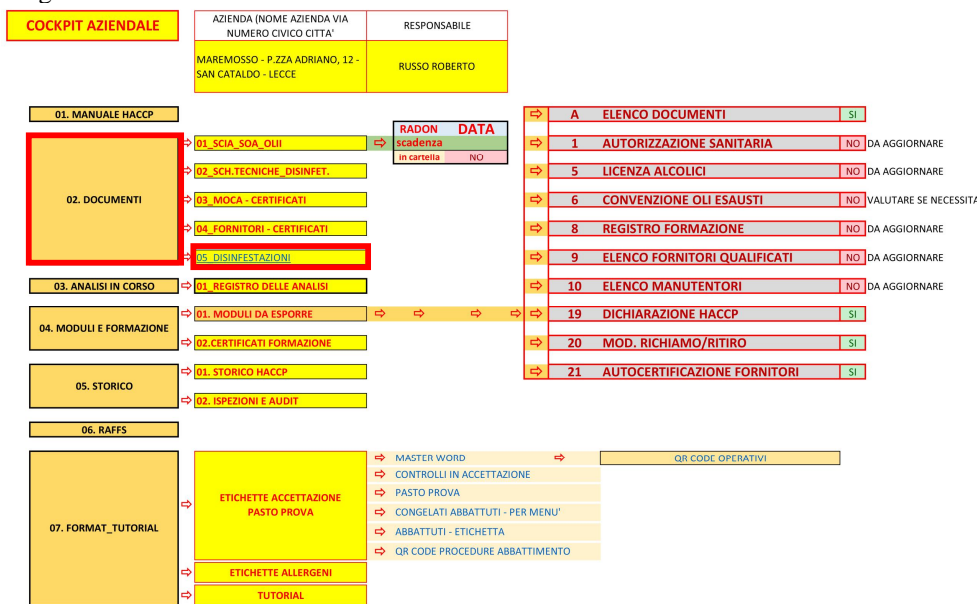 COCKPIT AZIENDALE
AZIENDA (NOME AZIENDA VIA
NUMERO CIVICO CITTA'
RESPONSABILE
MAREMOSSO - P.ZZA ADRIANO, 12 -
SAN CATALDO - LECCE
RUSSO ROBERTO
01. MANUALE HACCP
A ELENCO DOCUMENTI SI
RADON DATA
scadenza
in cartella NO
02. DOCUMENTI
01_SCIA_SOA_OLII
1 AUTORIZZAZIONE SANITARIA NO DA AGGIORNARE
02_SCH.TECNICHE_DISINFET.
5 LICENZA ALCOLICI NO DA AGGIORNARE
03_MOCA - CERTIFICATI
6 CONVENZIONE OLI ESAUSTI NO VALUTARE SE NECESSITA
04_FORNITORI - CERTIFICATI
8 REGISTRO FORMAZIONE NO DA AGGIORNARE
05_DISINFESTAZIONI
9 ELENCO FORNITORI QUALIFICATI NO DA AGGIORNARE
03. ANALISI IN CORSO
01_REGISTRO DELLE ANALISI
10 ELENCO MANUTENTORI NO DA AGGIORNARE
04. MODULI E FORMAZIONE
01. MODULI DA ESPORRE
19 DICHIARAZIONE HACCP SI
02.CERTIFICATI FORMAZIONE
20 MOD. RICHIAMO/RITIRO SI
05. STORICO
01. STORICO HACCP
21 AUTOCERTIFICAZIONE FORNITORI SI
02. ISPEZIONI E AUDIT
06. RAFFS
07. FORMAT_TUTORIAL
ETICHETTE ACCETTAZIONE
PASTO PROVA
MASTER WORD
QR CODE OPERATIVI
CONTROLLI IN ACCETTAZIONE
PASTO PROVA
CONGELATI ABBATTUTI - PER MENU'
ABBATTUTI - ETICHETTA
QR CODE PROCEDURE ABBATTIMENTO
ETICHETTE ALLERGENI
TUTORIAL